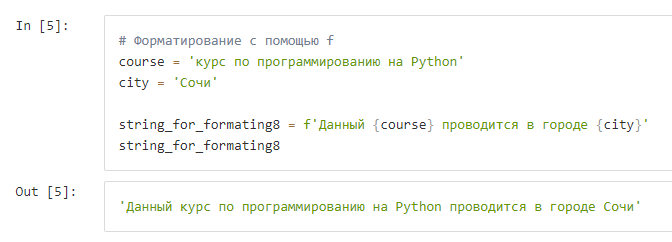 In [5]:
# Форматирование с помощью f
course = 'курс по программированию на Python'
city = 'Сочи'
string_for_formating8 = f'Данный {course} проводится в городе {city}'
string_for_formating8
Out [5]:
'Данный курс по программированию на Python проводится в городе Сочи'